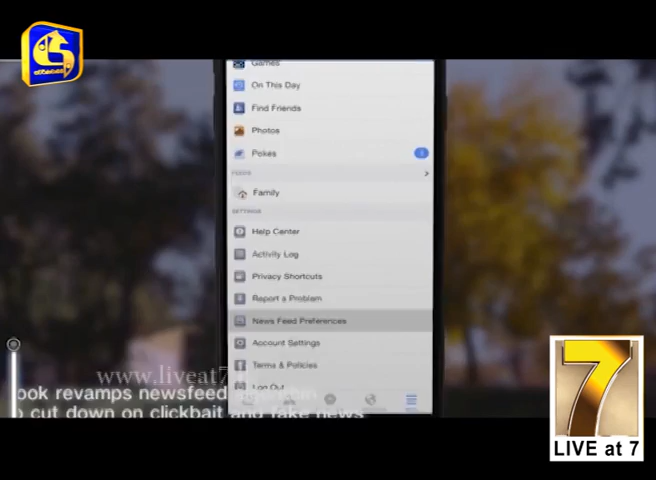 Games
On This Day
Find Friends
Photos
Pokes
FEEDS
Family
SETTINGS
Help Center
Activity Log
Privacy Shortcuts
Report a Problem
News Feed Preferences
Account Settings
Terms & Policies
Log Out
www.liveat7
ook revamps newsfeed
o cut down on clickbait and fake news
7
LIVE at 7